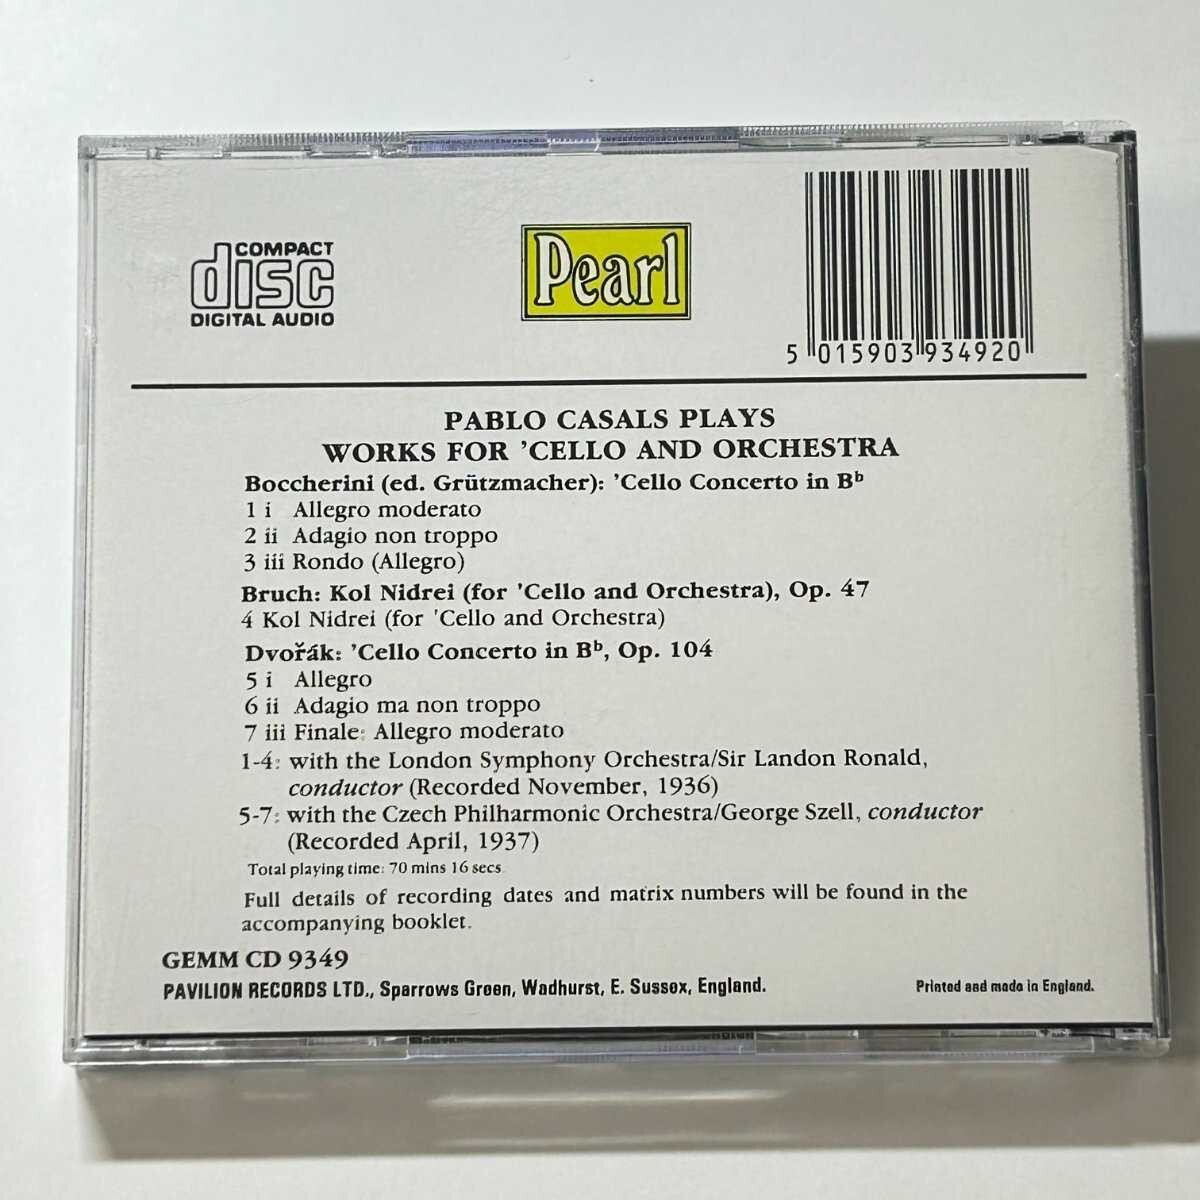 COMPACT
disc
DIGITAL AUDIO
Pearl
5 015903 934920
PABLO CASALS PLAYS
WORKS FOR 'CELLO AND ORCHESTRA
Boccherini (ed. Grützmacher): 'Cello Concerto in B♭
1 i Allegro moderato
2 ii Adagio non troppo
3 iii Rondo (Allegro)
Bruch: Kol Nidrei (for 'Cello and Orchestra), Op. 47
4 Kol Nidrei (for 'Cello and Orchestra)
Dvořák: 'Cello Concerto in B♭, Op. 104
5 i Allegro
6 ii Adagio ma non troppo
7 iii Finale: Allegro moderato
1-4: with the London Symphony Orchestra/Sir Landon Ronald,
conductor (Recorded November, 1936)
5-7: with the Czech Philharmonic Orchestra/George Szell, conductor
(Recorded April, 1937)
Total playing time: 70 mins 16 secs
Full details of recording dates and matrix numbers will be found in the
accompanying booklet.
GEMM CD 9349
PAVILION RECORDS LTD., Sparrows Green, Wadhurst, E. Sussex, England.
Printed and made in England.